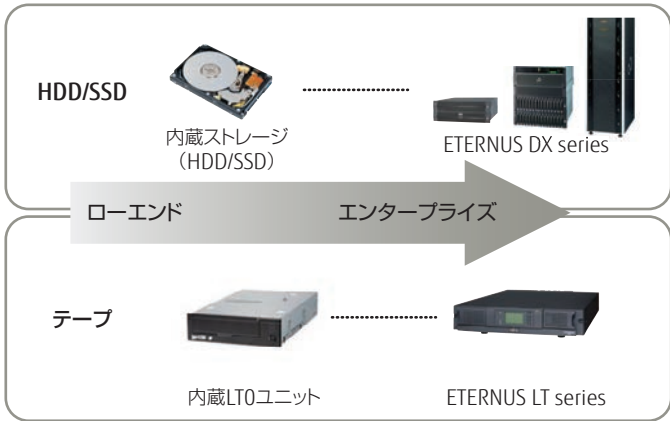 HDD/SSD
内蔵ストレージ
（HDD/SSD）
ETERNUS DX series
ローエンド
エンタープライズ
テープ
内蔵LTOユニット
ETERNUS LT series